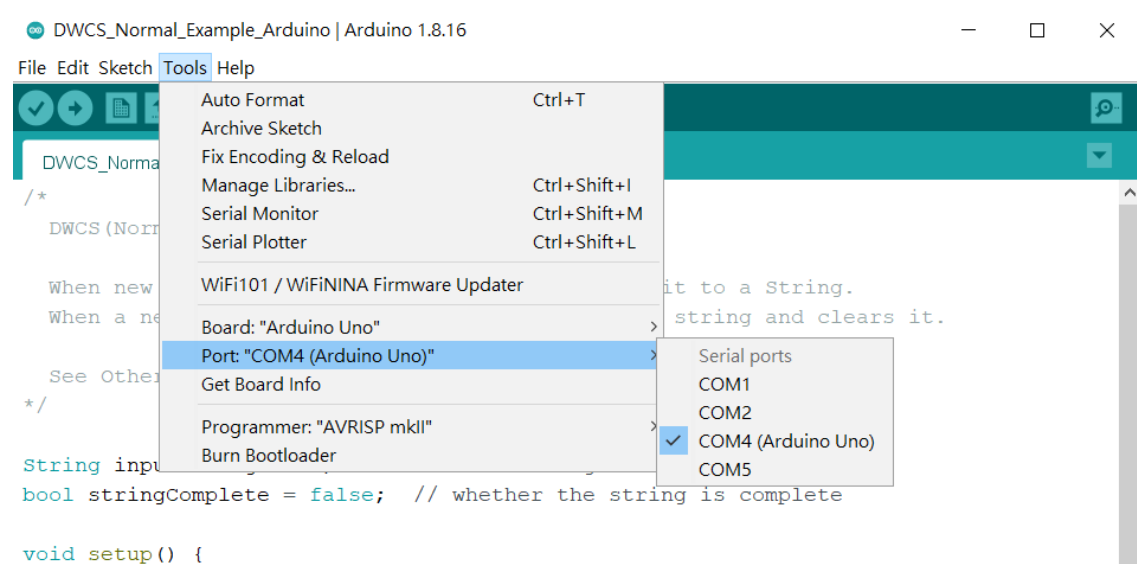 DWCS_Normal_Example_Arduino | Arduino 1.8.16
File Edit Sketch Tools Help
Auto Format Ctrl+T
Archive Sketch
Fix Encoding & Reload
Manage Libraries... Ctrl+Shift+I
Serial Monitor Ctrl+Shift+M
Serial Plotter Ctrl+Shift+L
WiFi101 / WiFiNINA Firmware Updater
Board: "Arduino Uno"
Port: "COM4 (Arduino Uno)"
Get Board Info
Programmer: "AVRISP mkII"
Burn Bootloader
Serial ports
COM1
COM2
COM4 (Arduino Uno)
COM5
DWCS_Norma
/*
DWCS(Nor
When new it to a String.
When a ne string and clears it.
See Other
*/
String inpu
bool stringComplete = false; // whether the string is complete
void setup() {